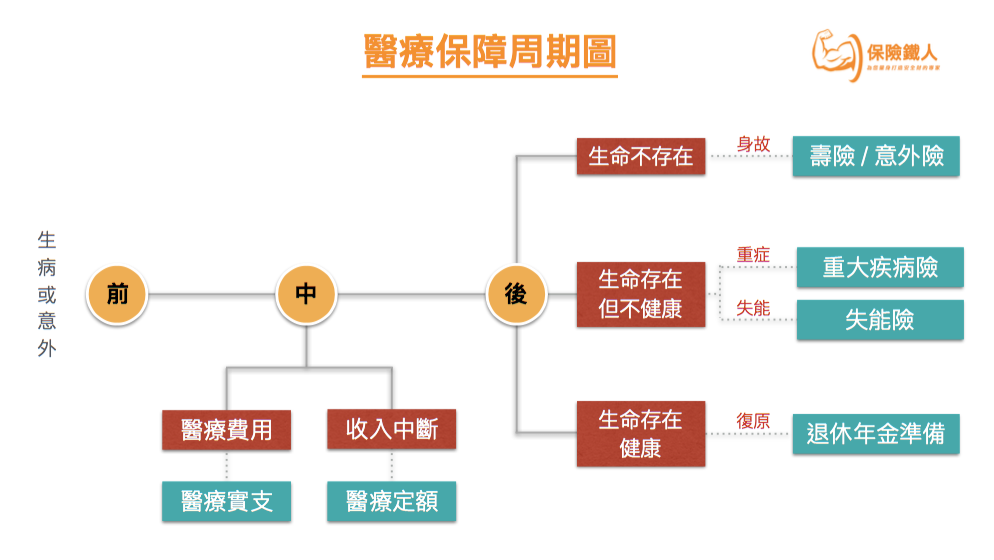 醫療保障周期圖
保險鐵人
生病或意外
前
中
後
醫療費用
醫療實支
收入中斷
醫療定額
生命不存在
身故
壽險 / 意外險
生命存在
但不健康
重症
重大疾病險
失能
失能險
生命存在
健康
復原
退休年金準備